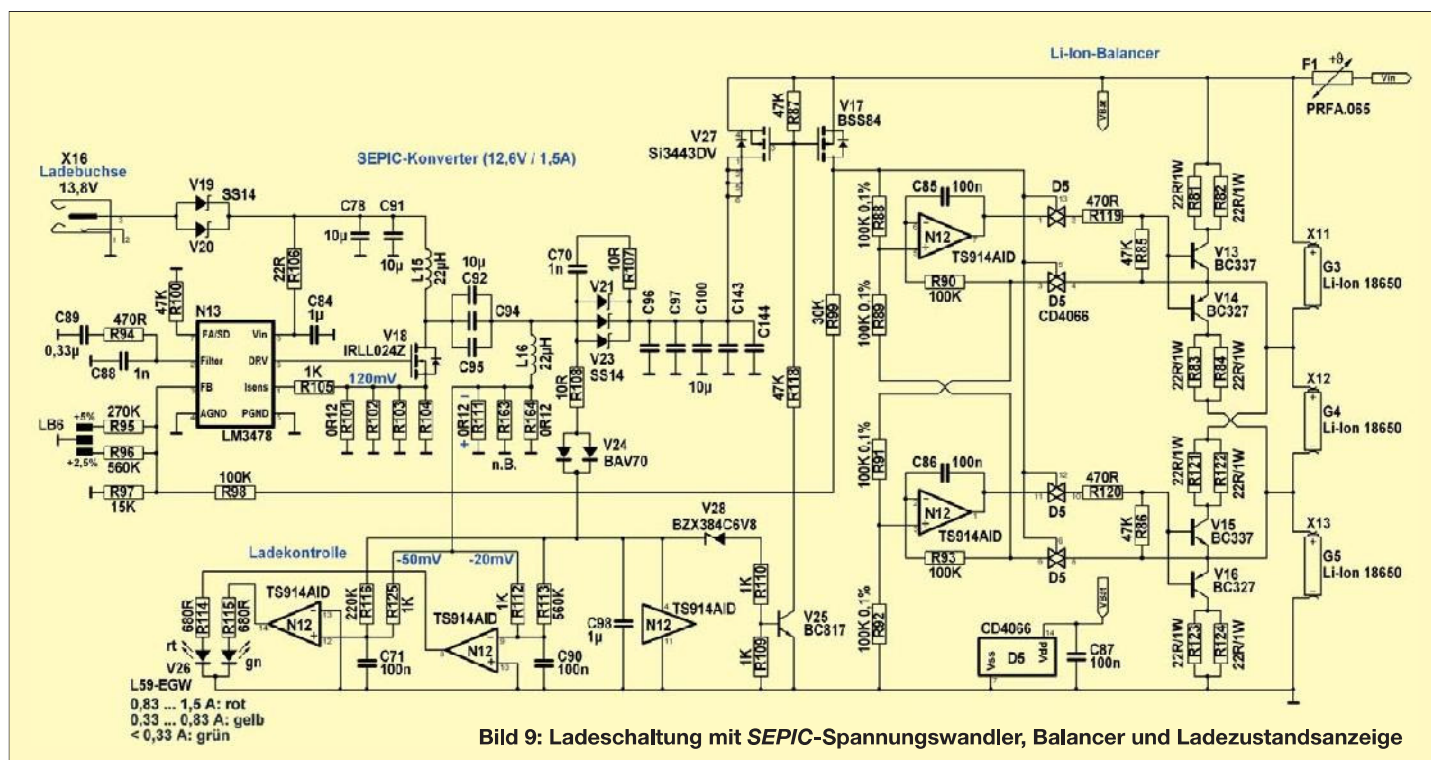 Li-Ion-Balancer
F1
+ϑ
Vin
PRFA.065
VBat
47K
R87
V17
BSS84
V27
Si3443DV
SEPIC-Konverter (12,6V / 1,5A)
X16
Ladebuchse
13,8V
V19
SS14
V20
C78
C91
10µ
10µ
22R
R106
L15
22µH
10µ
C92
C94
C95
C70
1n
10R
R107
V21
V23
SS14
C96
C97
C100
C143
C144
10µ
L16
22µH
47K
R100
N13
C84
1µ
C89
470R
R94
0,33µ
C88
1n
FA/SD
Vin
Filter
DRV
FB
Isens
AGND
PGND
LM3478
V18
IRLL024Z
1K
R105
120mV
0R12
R101
R102
R103
R104
0R12
R111
R163
R164
0R12
n.B.
10R
R108
V24
BAV70
270K
LB6
+5%
R95
R96
+2,5%
560K
R97
15K
100K
R98
47K
R118
30K
R99
100K 0,1%
R88
100K 0,1%
R89
100K 0,1%
R91
100K 0,1%
R92
C85
100n
N12
TS914AID
R90
100K
D5
470R
R119
47K
R85
D5
CD4066
22R/1W
R81
R82
22R/1W
V13
BC337
V14
BC327
22R/1W
R83
R84
22R/1W
X11
G3
Li-Ion 18650
X12
G4
Li-Ion 18650
C86
100n
N12
TS914AID
R93
100K
D5
470R
R120
47K
R86
D5
22R/1W
R121
R122
22R/1W
V15
BC337
V16
BC327
22R/1W
R123
R124
22R/1W
X13
G5
Li-Ion 18650
V28
BZX384C6V8
Ladekontrolle
-50mV
-20mV
TS914AID
N12
680R
R114
R115
680R
220K
R116
R125
1K
TS914AID
N12
1K
R112
R113
560K
C98
1µ
TS914AID
N12
1K
R110
1K
R109
V25
BC817
CD4066
Vss
D5
Vdd
VBat
C87
100n
C71
100n
C90
100n
rt
V26
gn
L59-EGW
0,83 ... 1,5 A: rot
0,33 ... 0,83 A: gelb
< 0,33 A: grün
Bild 9: Ladeschaltung mit SEPIC-Spannungswandler, Balancer und Ladezustandsanzeige